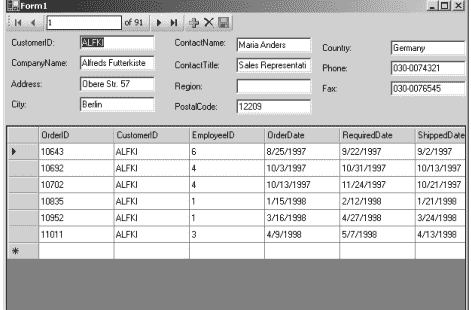 Form1
1 of 91
CustomerID: ALFKI ContactName: Maria Anders Country: Germany
CompanyName: Alfreds Futterkiste ContactTitle: Sales Representati Phone: 030-0074321
Address: Obere Str. 57 Region: Fax: 030-0076545
City: Berlin PostalCode: 12209
OrderID CustomerID EmployeeID OrderDate RequiredDate ShippedDate
10643 ALFKI 6 8/25/1997 9/22/1997 9/2/1997
10692 ALFKI 4 10/3/1997 10/31/1997 10/13/1997
10702 ALFKI 4 10/13/1997 11/24/1997 10/21/1997
10835 ALFKI 1 1/15/1998 2/12/1998 1/21/1998
10952 ALFKI 1 3/16/1998 4/27/1998 3/24/1998
11011 ALFKI 3 4/9/1998 5/7/1998 4/13/1998